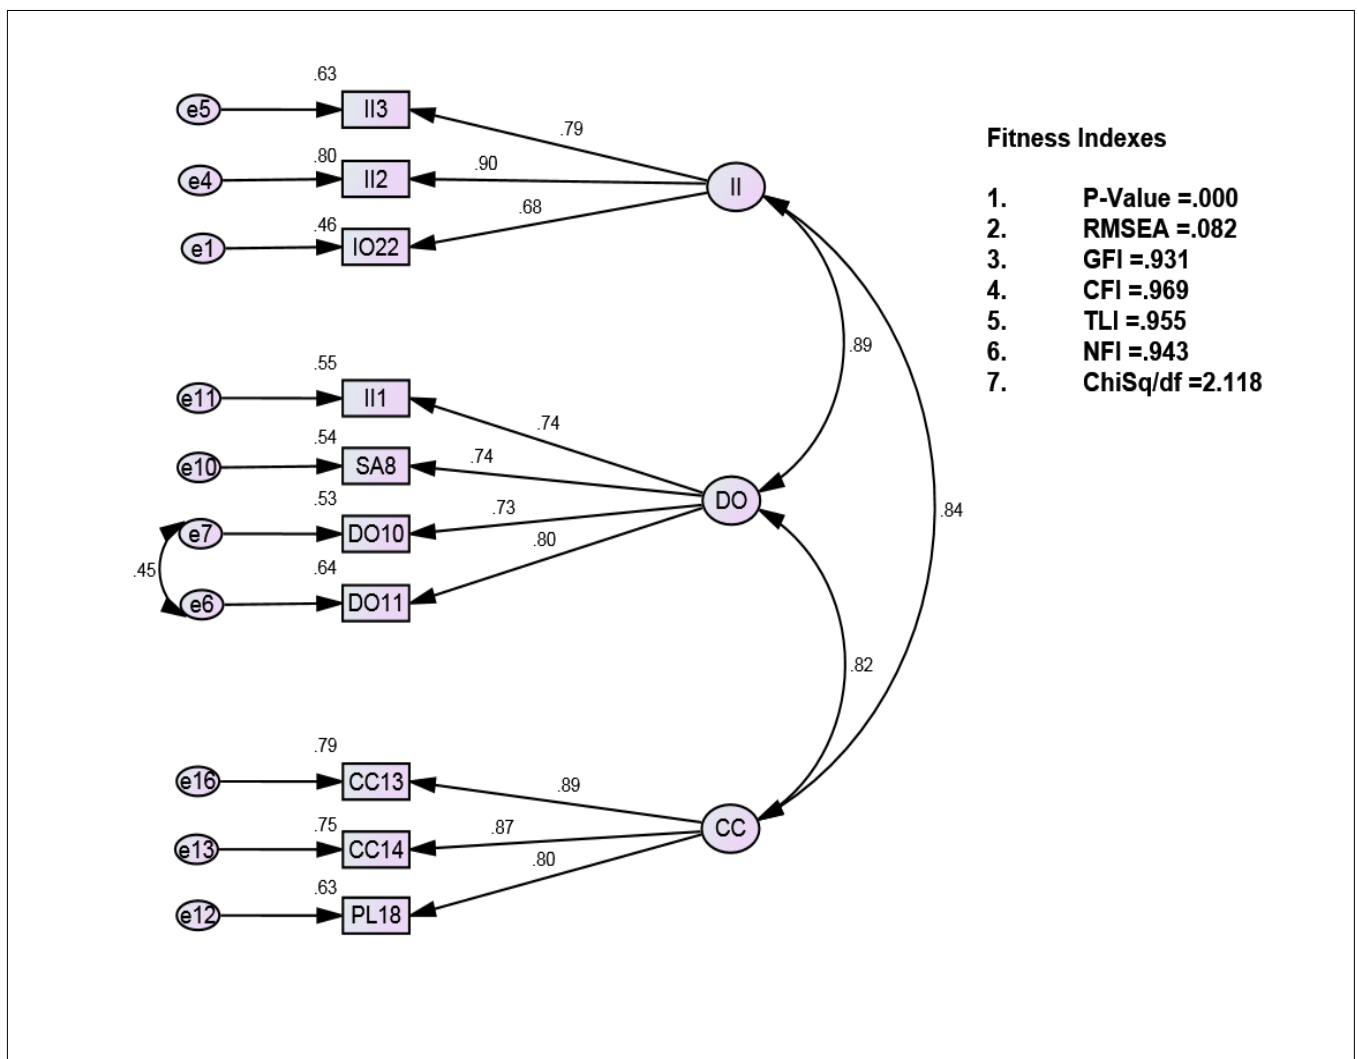 .63
e5
II3
.79
.80
e4
II2
.90
II
.46
e1
IO22
.68
.89
.84
.55
e11
II1
.74
.54
e10
SA8
.74
DO
.53
e7
DO10
.73
.45
.64
e6
DO11
.80
.82
.79
e16
CC13
.89
.75
e13
CC14
.87
CC
.63
e12
PL18
.80
Fitness Indexes
1. P-Value =.000
2. RMSEA =.082
3. GFI =.931
4. CFI =.969
5. TLI =.955
6. NFI =.943
7. ChiSq/df =2.118